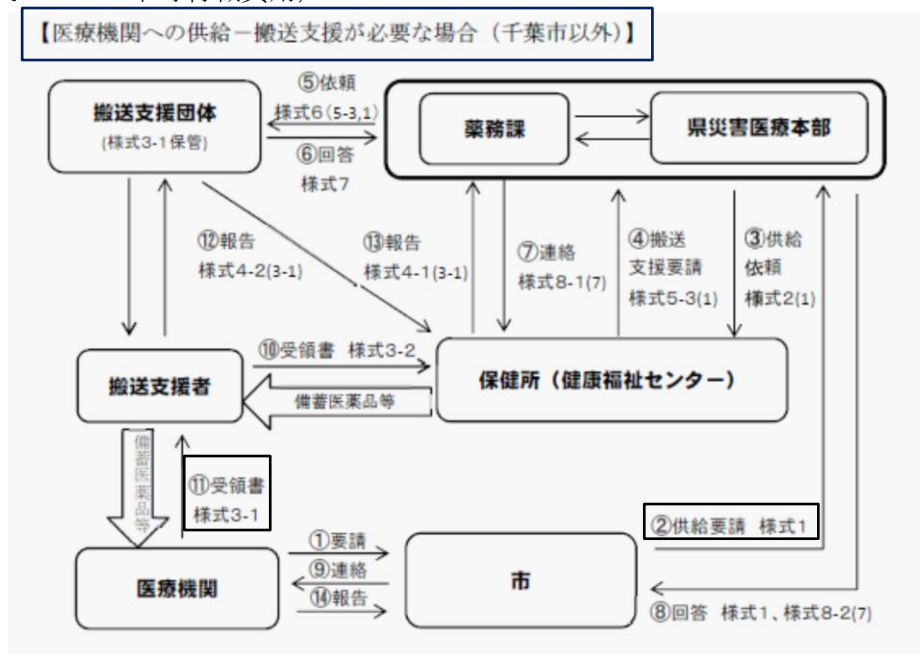 【医療機関への供給－搬送支援が必要な場合（千葉市以外）】
搬送支援団体
(様式3-1保管)
⑤依頼
様式6(5-3,1)
⑥回答
様式7
薬務課
県災害医療本部
⑫報告
様式4-2(3-1)
⑬報告
様式4-1(3-1)
⑦連絡
様式8-1(7)
④搬送
支援要請
様式5-3(1)
③供給
依頼
様式2(1)
搬送支援者
⑩受領書 様式3-2
備蓄医薬品等
保健所（健康福祉センター）
備蓄医薬品等
⑪受領書
様式3-1
②供給要請 様式1
医療機関
①要請
⑨連絡
⑭報告
市
⑧回答 様式1、様式8-2(7)